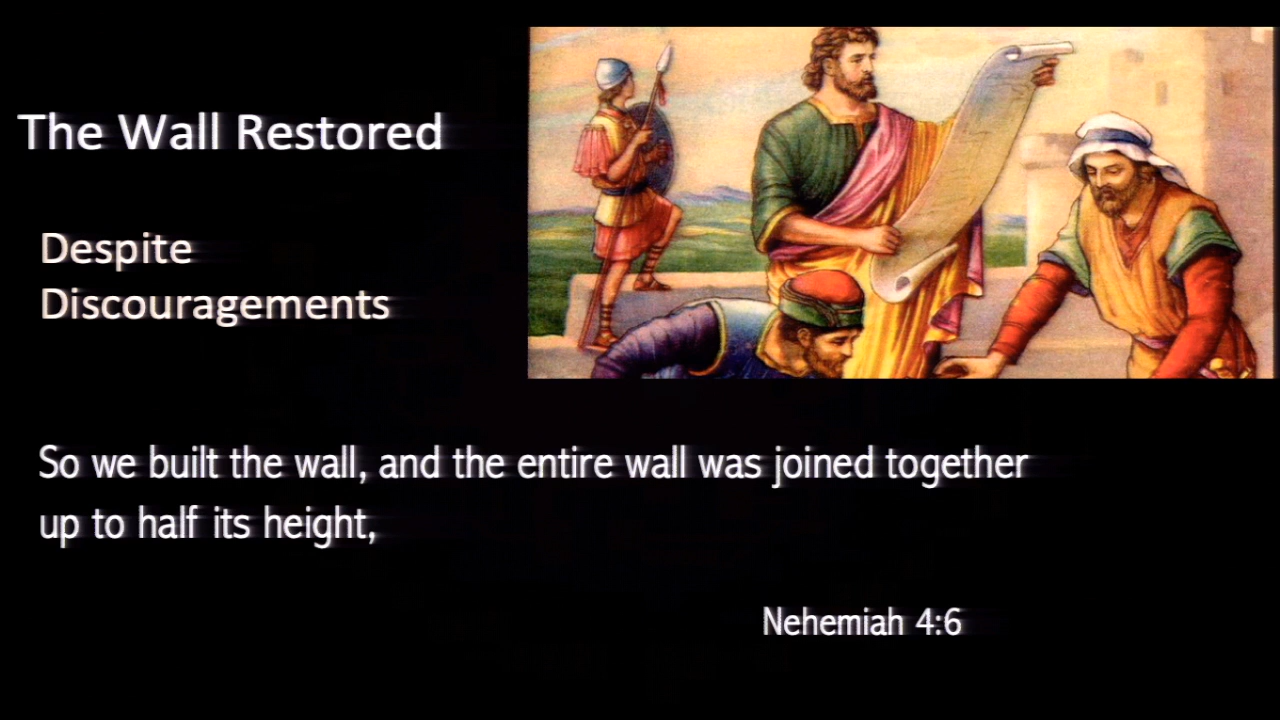 The Wall Restored
Despite
Discouragements
So we built the wall, and the entire wall was joined together
up to half its height,
Nehemiah 4:6